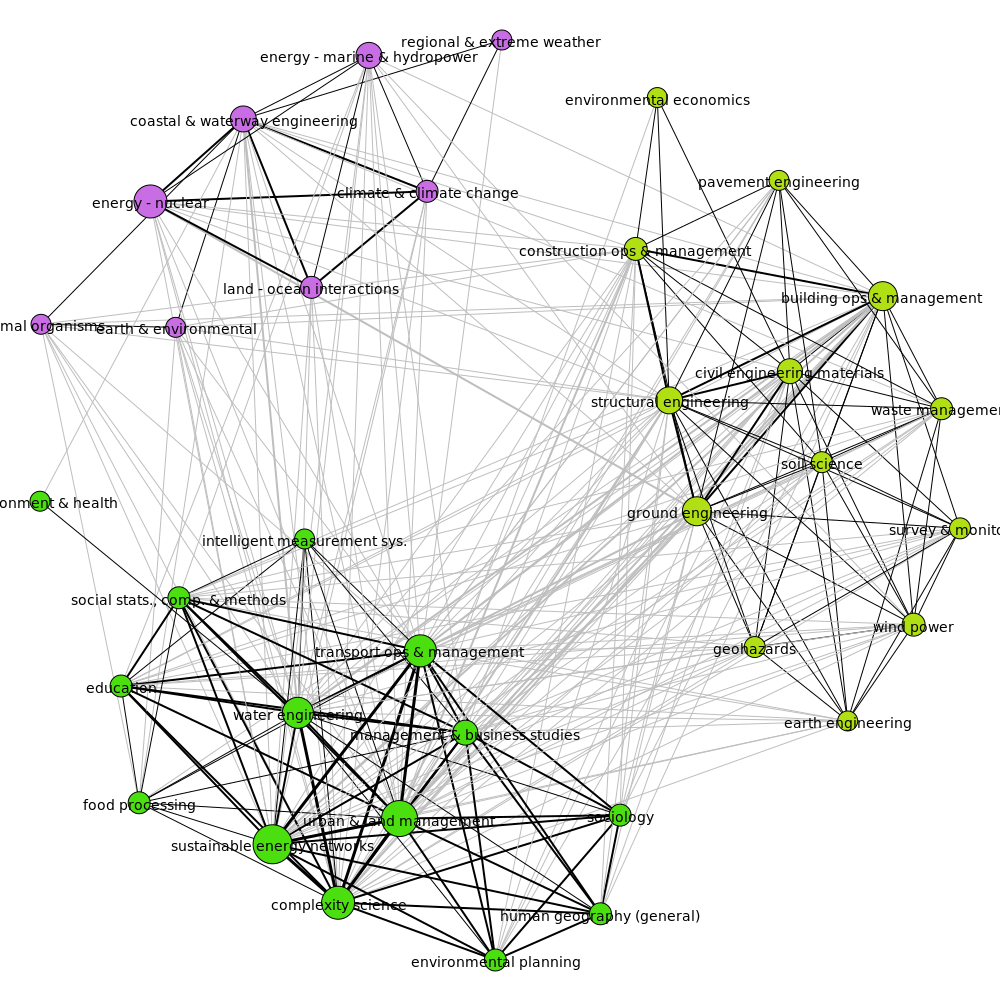 regional & extreme weather
energy - marine & hydropower
environmental economics
coastal & waterway engineering
pavement engineering
climate & climate change
energy - nuclear
construction ops & management
land - ocean interactions
building ops & management
mal organisms
earth & environmental
civil engineering materials
structural engineering
waste managemen
soil science
onment & health
ground engineering
survey & monito
intelligent measurement sys.
social stats., comp. & methods
wind power
transport ops & management
geohazards
education
water engineering
earth engineering
management & business studies
food processing
urban & land management
sociology
sustainable energy networks
complexity science
human geography (general)
environmental planning